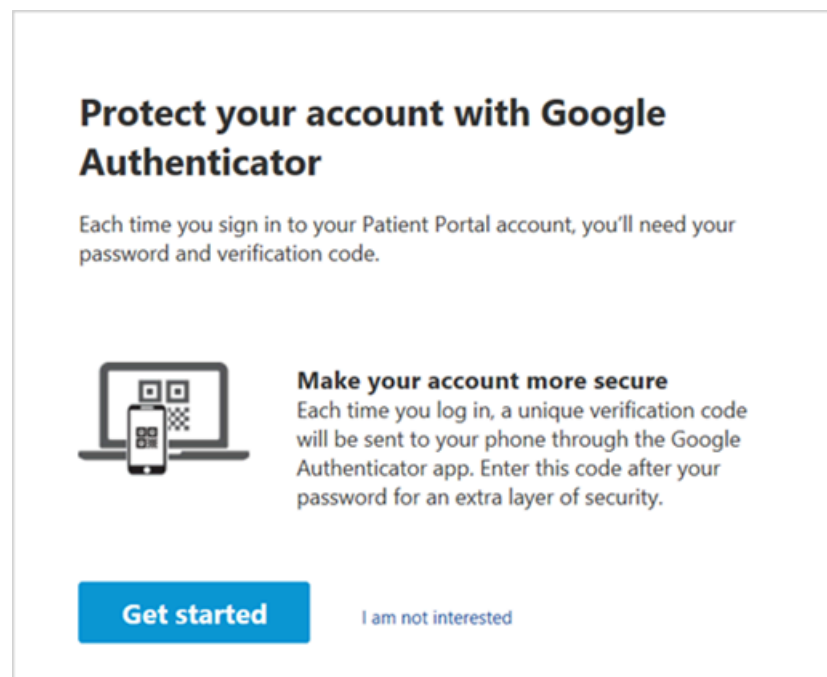 Protect your account with Google
Authenticator
Each time you sign in to your Patient Portal account, you'll need your
password and verification code.
Make your account more secure
Each time you log in, a unique verification code
will be sent to your phone through the Google
Authenticator app. Enter this code after your
password for an extra layer of security.
Get started
I am not interested